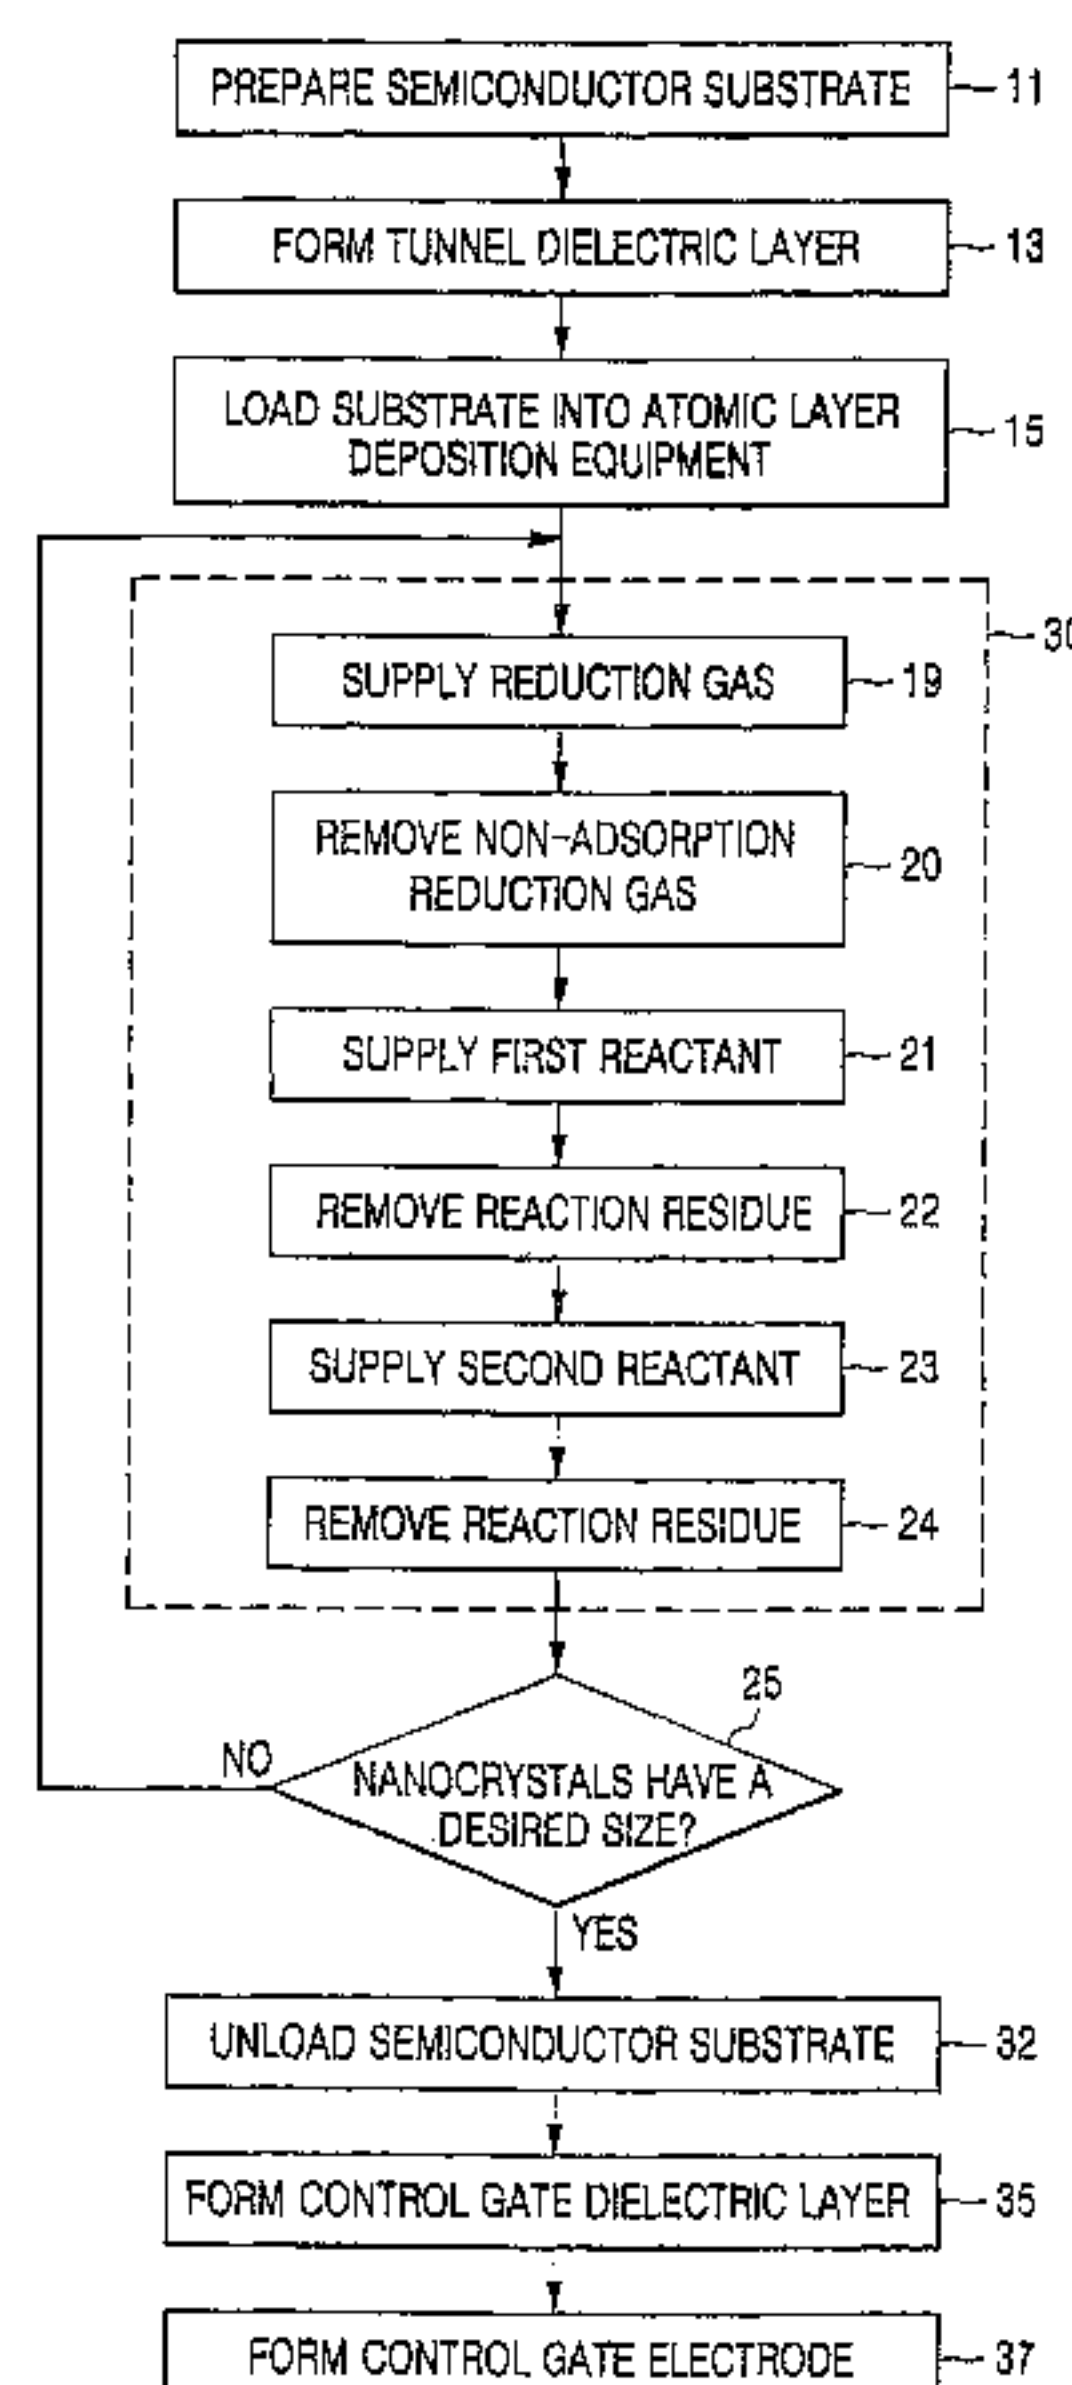 PREPARE SEMICONDUCTOR SUBSTRATE 11
FORM TUNNEL DIELECTRIC LAYER 13
LOAD SUBSTRATE INTO ATOMIC LAYER
DEPOSITION EQUIPMENT 15
30
SUPPLY REDUCTION GAS 19
REMOVE NON-ADSORPTION
REDUCTION GAS 20
SUPPLY FIRST REACTANT 21
REMOVE REACTION RESIDUE 22
SUPPLY SECOND REACTANT 23
REMOVE REACTION RESIDUE 24
25
NO
NANOCRYSTALS HAVE A
DESIRED SIZE?
YES
UNLOAD SEMICONDUCTOR SUBSTRATE 32
FORM CONTROL GATE DIELECTRIC LAYER 35
FORM CONTROL GATE ELECTRODE 37